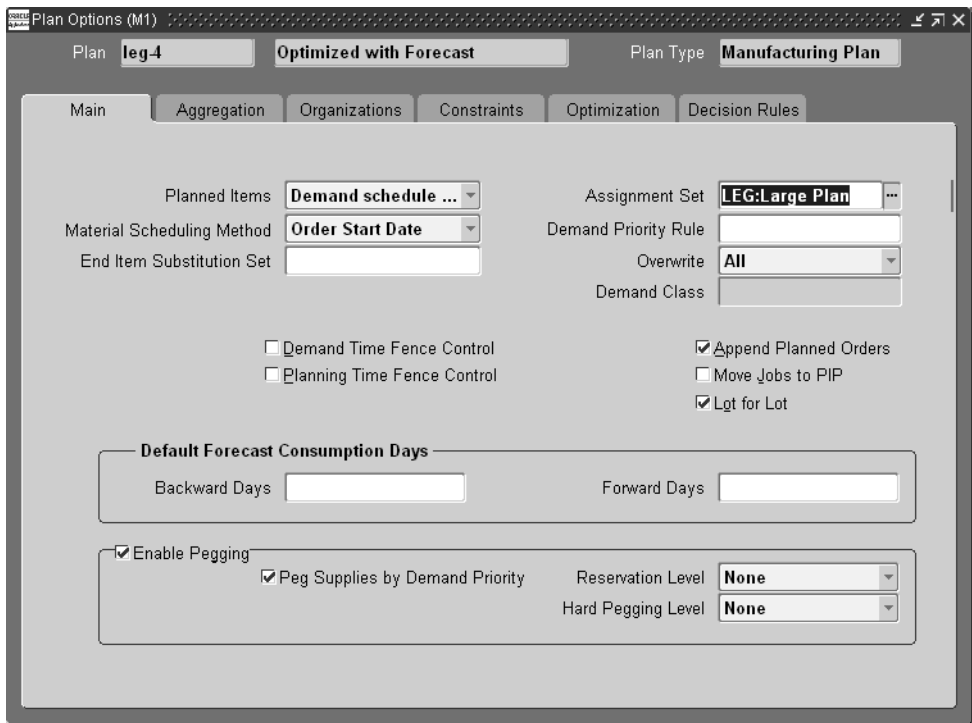 Plan Options (M1)
Plan leg-4 Optimized with Forecast Plan Type Manufacturing Plan
Main Aggregation Organizations Constraints Optimization Decision Rules
Planned Items Demand schedule ... Assignment Set LEG:Large Plan ...
Material Scheduling Method Order Start Date Demand Priority Rule
End Item Substitution Set Overwrite All
Demand Class
Demand Time Fence Control Append Planned Orders
Planning Time Fence Control Move Jobs to PIP
Lot for Lot
Default Forecast Consumption Days
Backward Days Forward Days
Enable Pegging
Peg Supplies by Demand Priority Reservation Level None
Hard Pegging Level None